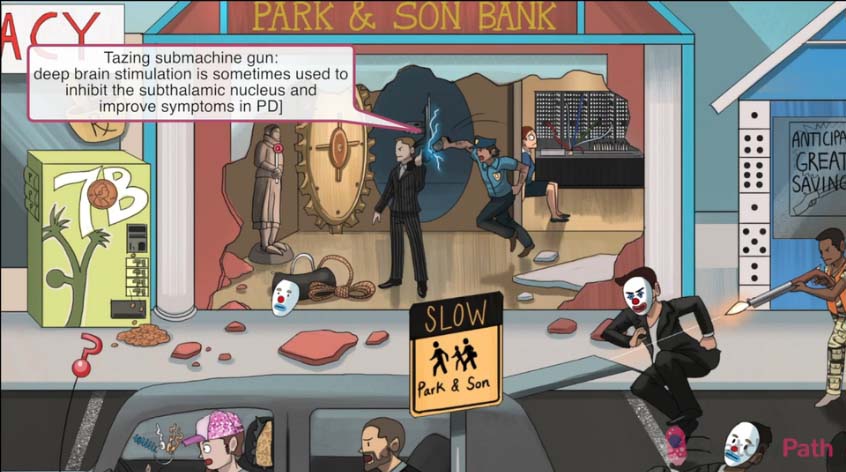 PARK & SON BANK
ACY
Tazing submachine gun:
deep brain stimulation is sometimes used to
inhibit the subthalamic nucleus and
improve symptoms in PD]
7B
ANTICIPA
GREAT
SAVING
SLOW
Park & Son
?
Path